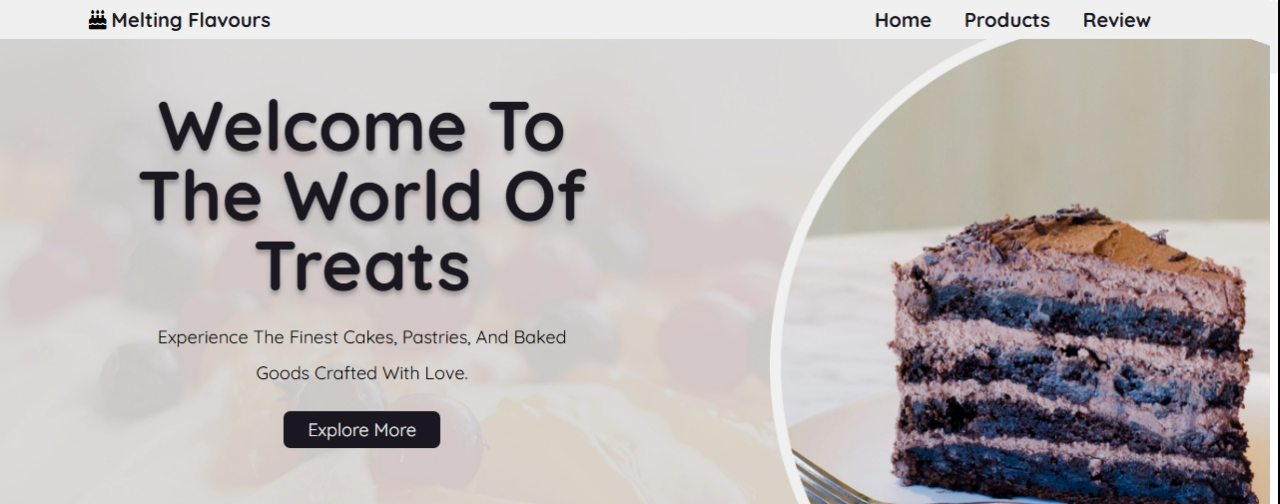 Melting Flavours
Home Products Review
Welcome To
The World Of
Treats
Experience The Finest Cakes, Pastries, And Baked
Goods Crafted With Love.
Explore More